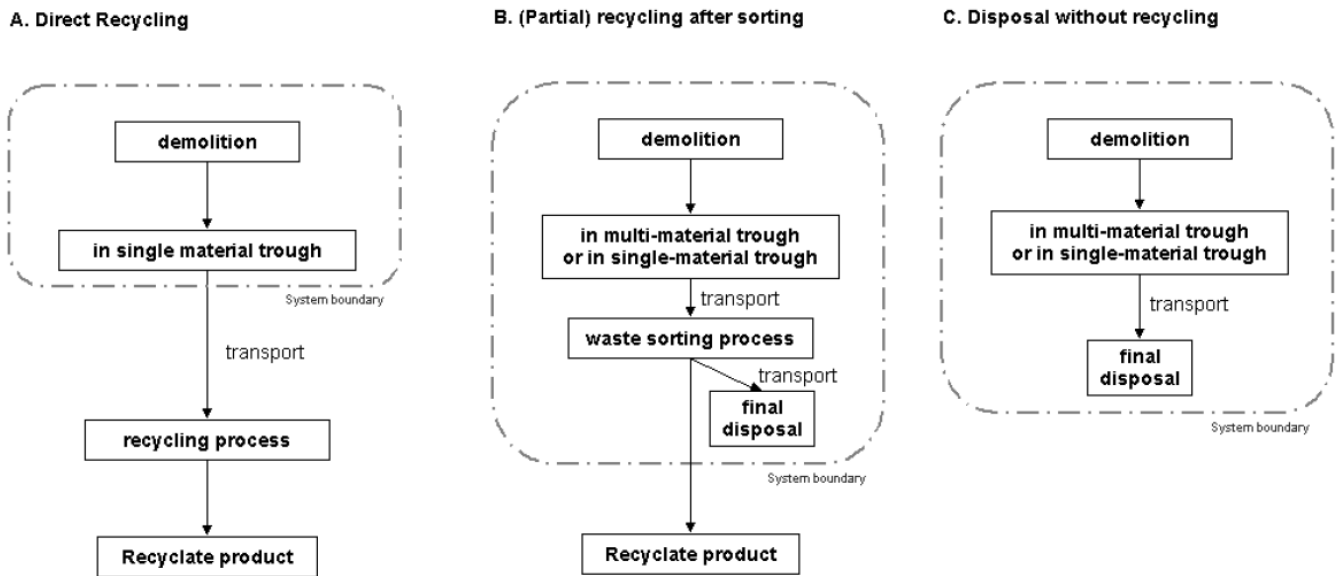 A. Direct Recycling
demolition
in single material trough
System boundary
transport
recycling process
Recyclate product
B. (Partial) recycling after sorting
demolition
in multi-material trough
or in single-material trough
transport
waste sorting process
transport
final
disposal
System boundary
Recyclate product
C. Disposal without recycling
demolition
in multi-material trough
or in single-material trough
transport
final
disposal
System boundary